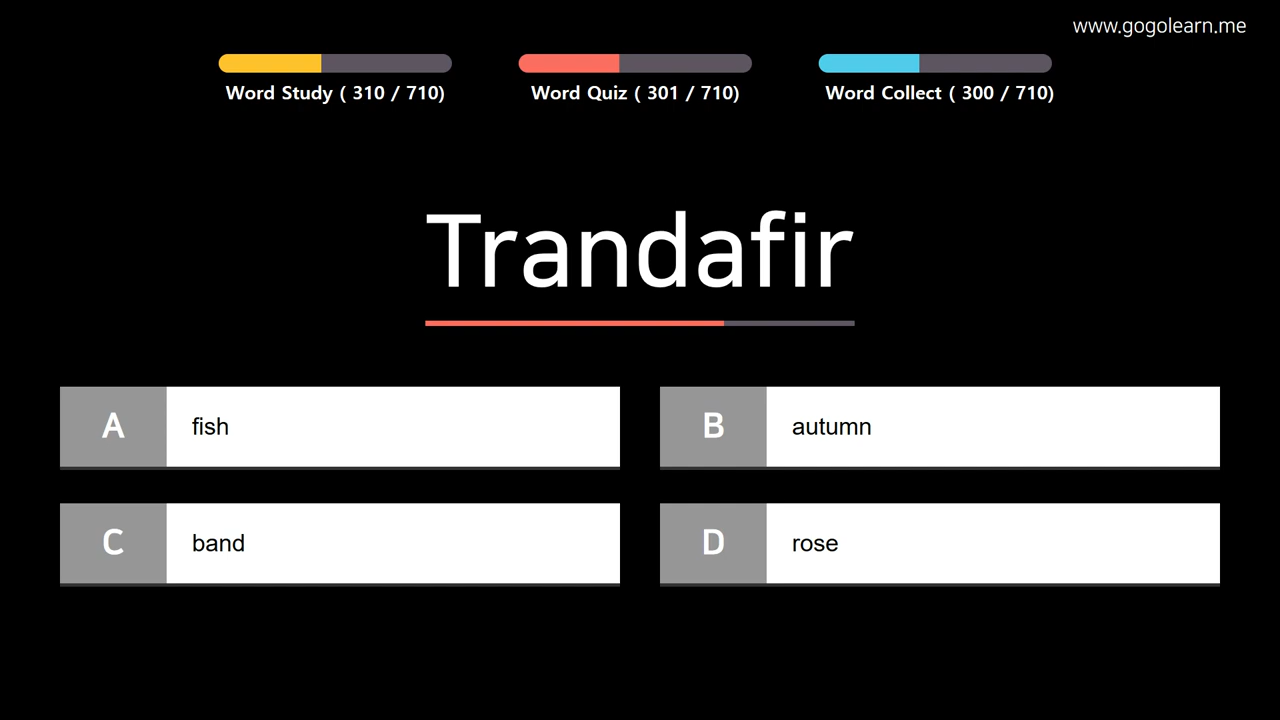 www.gogolearn.me
Word Study ( 310 / 710)
Word Quiz ( 301 / 710)
Word Collect ( 300 / 710)
Trandafir
A fish
B autumn
C band
D rose